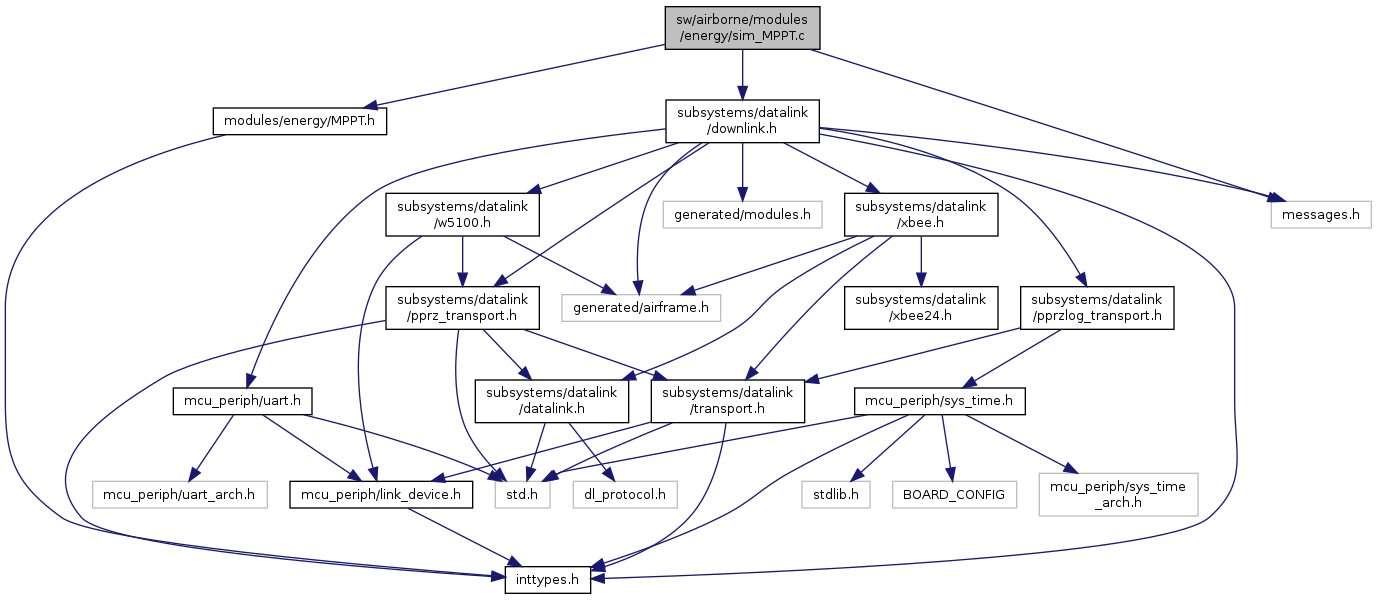 sw/airborne/modules
/energy/sim_MPPT.c
modules/energy/MPPT.h
subsystems/datalink
/downlink.h
subsystems/datalink
/w5100.h
generated/modules.h
subsystems/datalink
/xbee.h
messages.h
subsystems/datalink
/pprz_transport.h
generated/airframe.h
subsystems/datalink
/xbee24.h
subsystems/datalink
/pprzlog_transport.h
mcu_periph/uart.h
subsystems/datalink
/datalink.h
subsystems/datalink
/transport.h
mcu_periph/sys_time.h
mcu_periph/uart_arch.h
mcu_periph/link_device.h
std.h
dl_protocol.h
stdlib.h
BOARD_CONFIG
mcu_periph/sys_time
_arch.h
inttypes.h